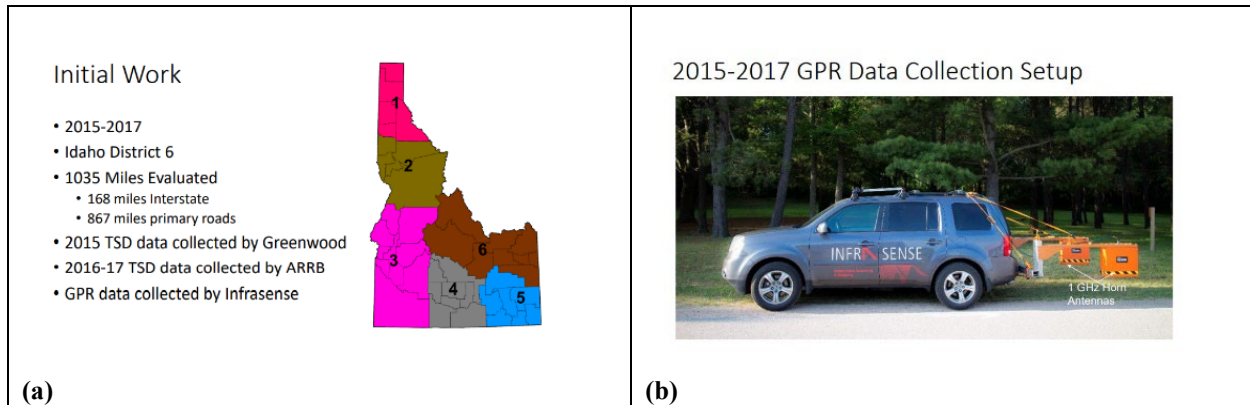 Initial Work
• 2015-2017
• Idaho District 6
• 1035 Miles Evaluated
• 168 miles Interstate
• 867 miles primary roads
• 2015 TSD data collected by Greenwood
• 2016-17 TSD data collected by ARRB
• GPR data collected by Infrasense
1
2
3
6
4
5
(a)
2015-2017 GPR Data Collection Setup
INFRASENSE
1 GHz Horn
Antennas
(b)